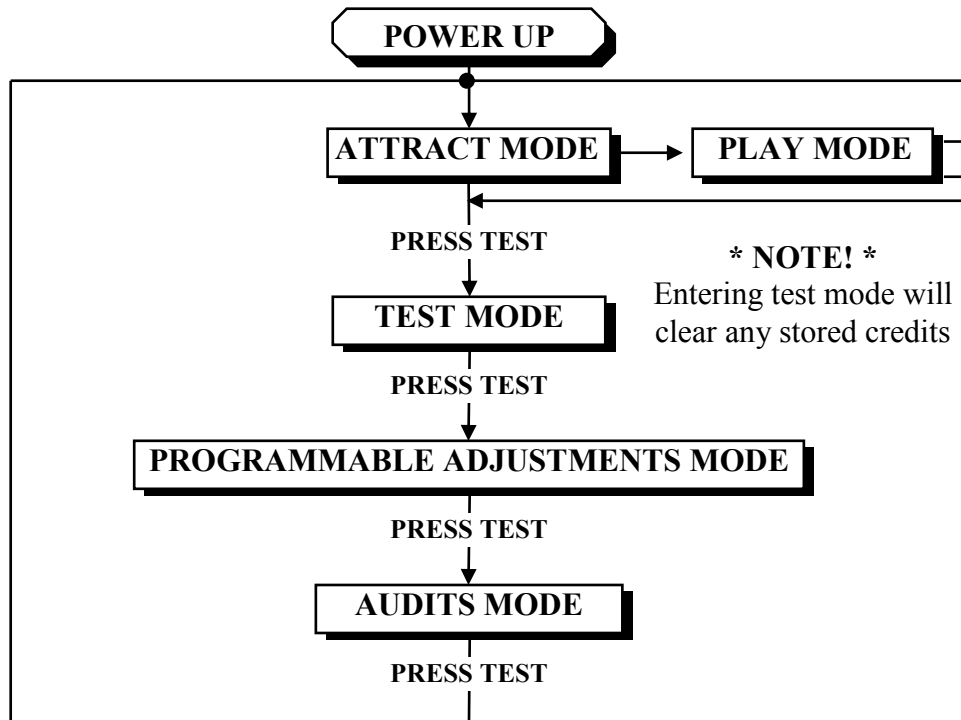 POWER UP
ATTRACT MODE
PLAY MODE
PRESS TEST
* NOTE! *
Entering test mode will
clear any stored credits
TEST MODE
PRESS TEST
PROGRAMMABLE ADJUSTMENTS MODE
PRESS TEST
AUDITS MODE
PRESS TEST